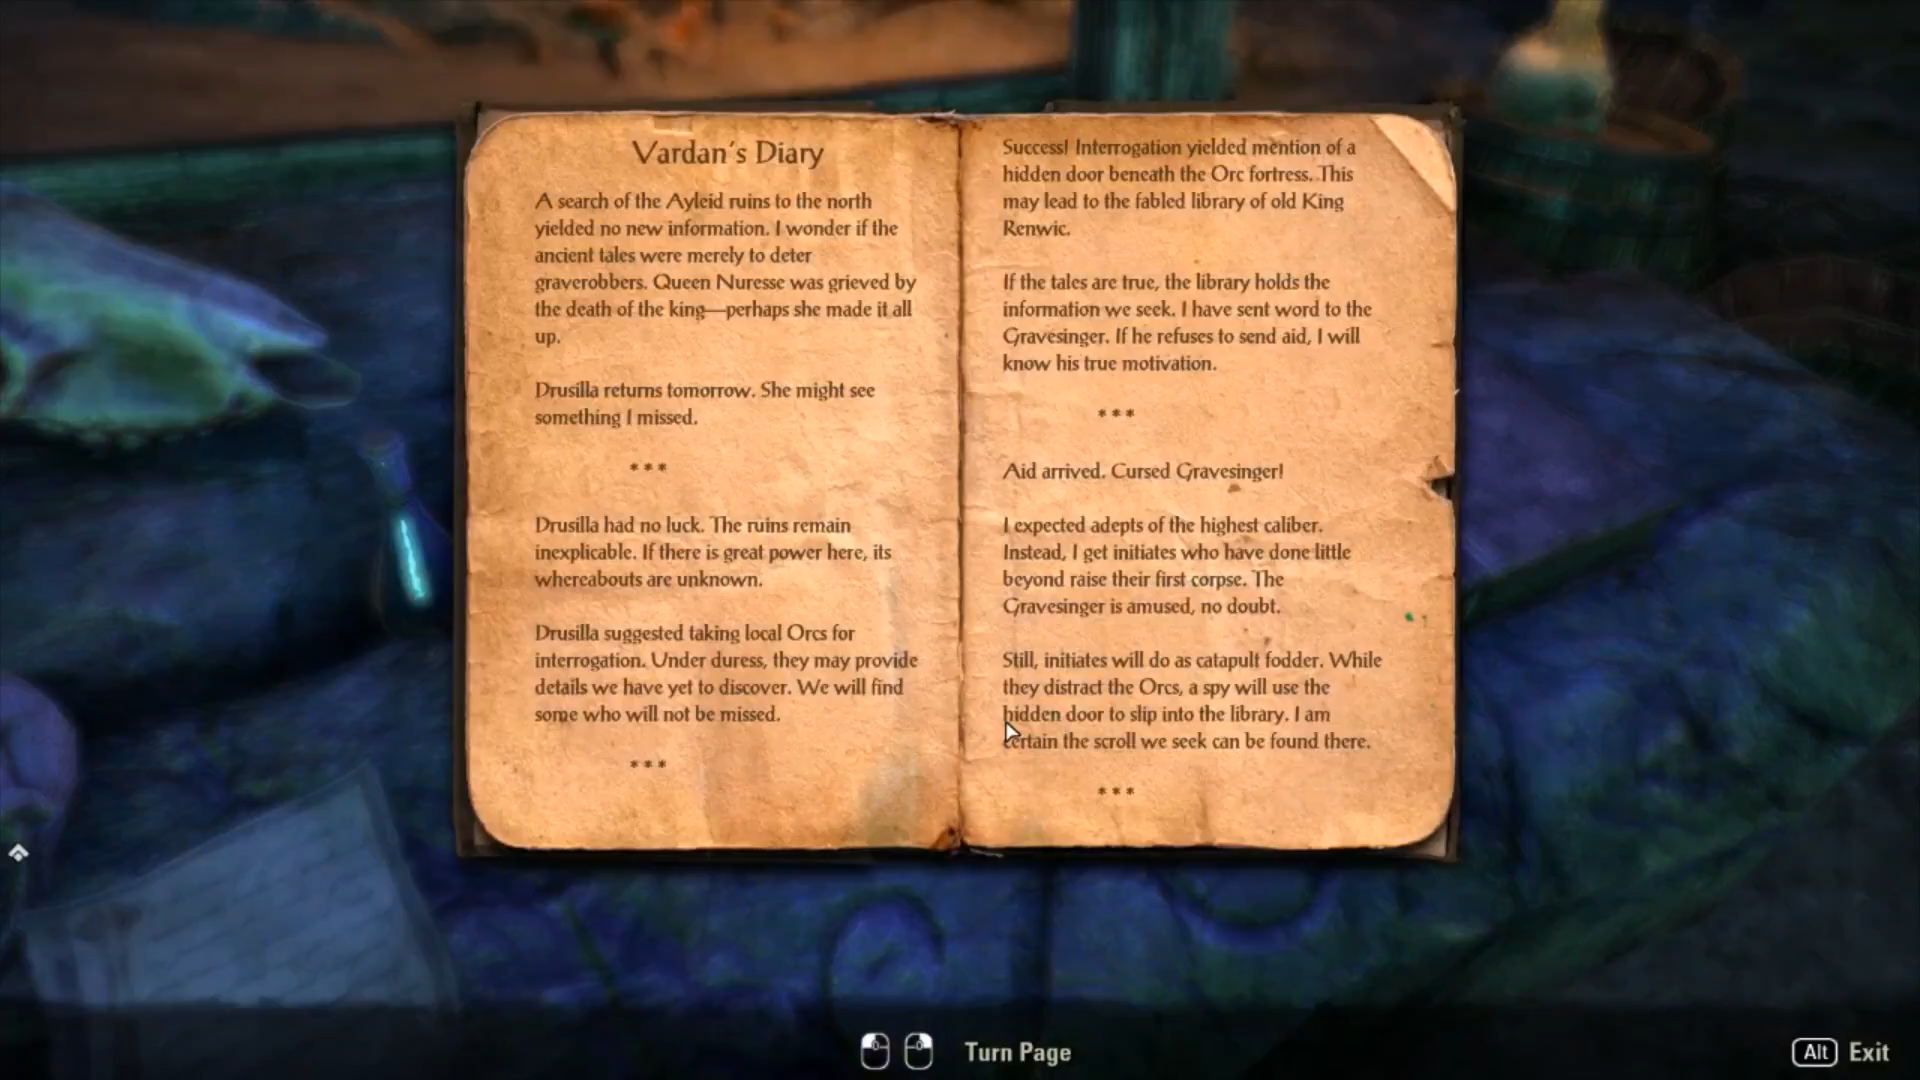 Vardan's Diary
A search of the Ayleid ruins to the north
yielded no new information. I wonder if the
ancient tales were merely to deter
graverobbers. Queen Nuresse was grieved by
the death of the king—perhaps she made it all
up.
Drusilla returns tomorrow. She might see
something I missed.
* * *
Drusilla had no luck. The ruins remain
inexplicable. If there is great power here, its
whereabouts are unknown.
Drusilla suggested taking local Orcs for
interrogation. Under duress, they may provide
details we have yet to discover. We will find
some who will not be missed.
* * *
Success! Interrogation yielded mention of a
hidden door beneath the Orc fortress. This
may lead to the fabled library of old King
Renwic.
If the tales are true, the library holds the
information we seek. I have sent word to the
Gravesinger. If he refuses to send aid, I will
know his true motivation.
* * *
Aid arrived. Cursed Gravesinger!
I expected adepts of the highest caliber.
Instead, I get initiates who have done little
beyond raise their first corpse. The
Gravesinger is amused, no doubt.
Still, initiates will do as catapult fodder. While
they distract the Orcs, a spy will use the
hidden door to slip into the library. I am
certain the scroll we seek can be found there.
* * *
Turn Page
Alt Exit